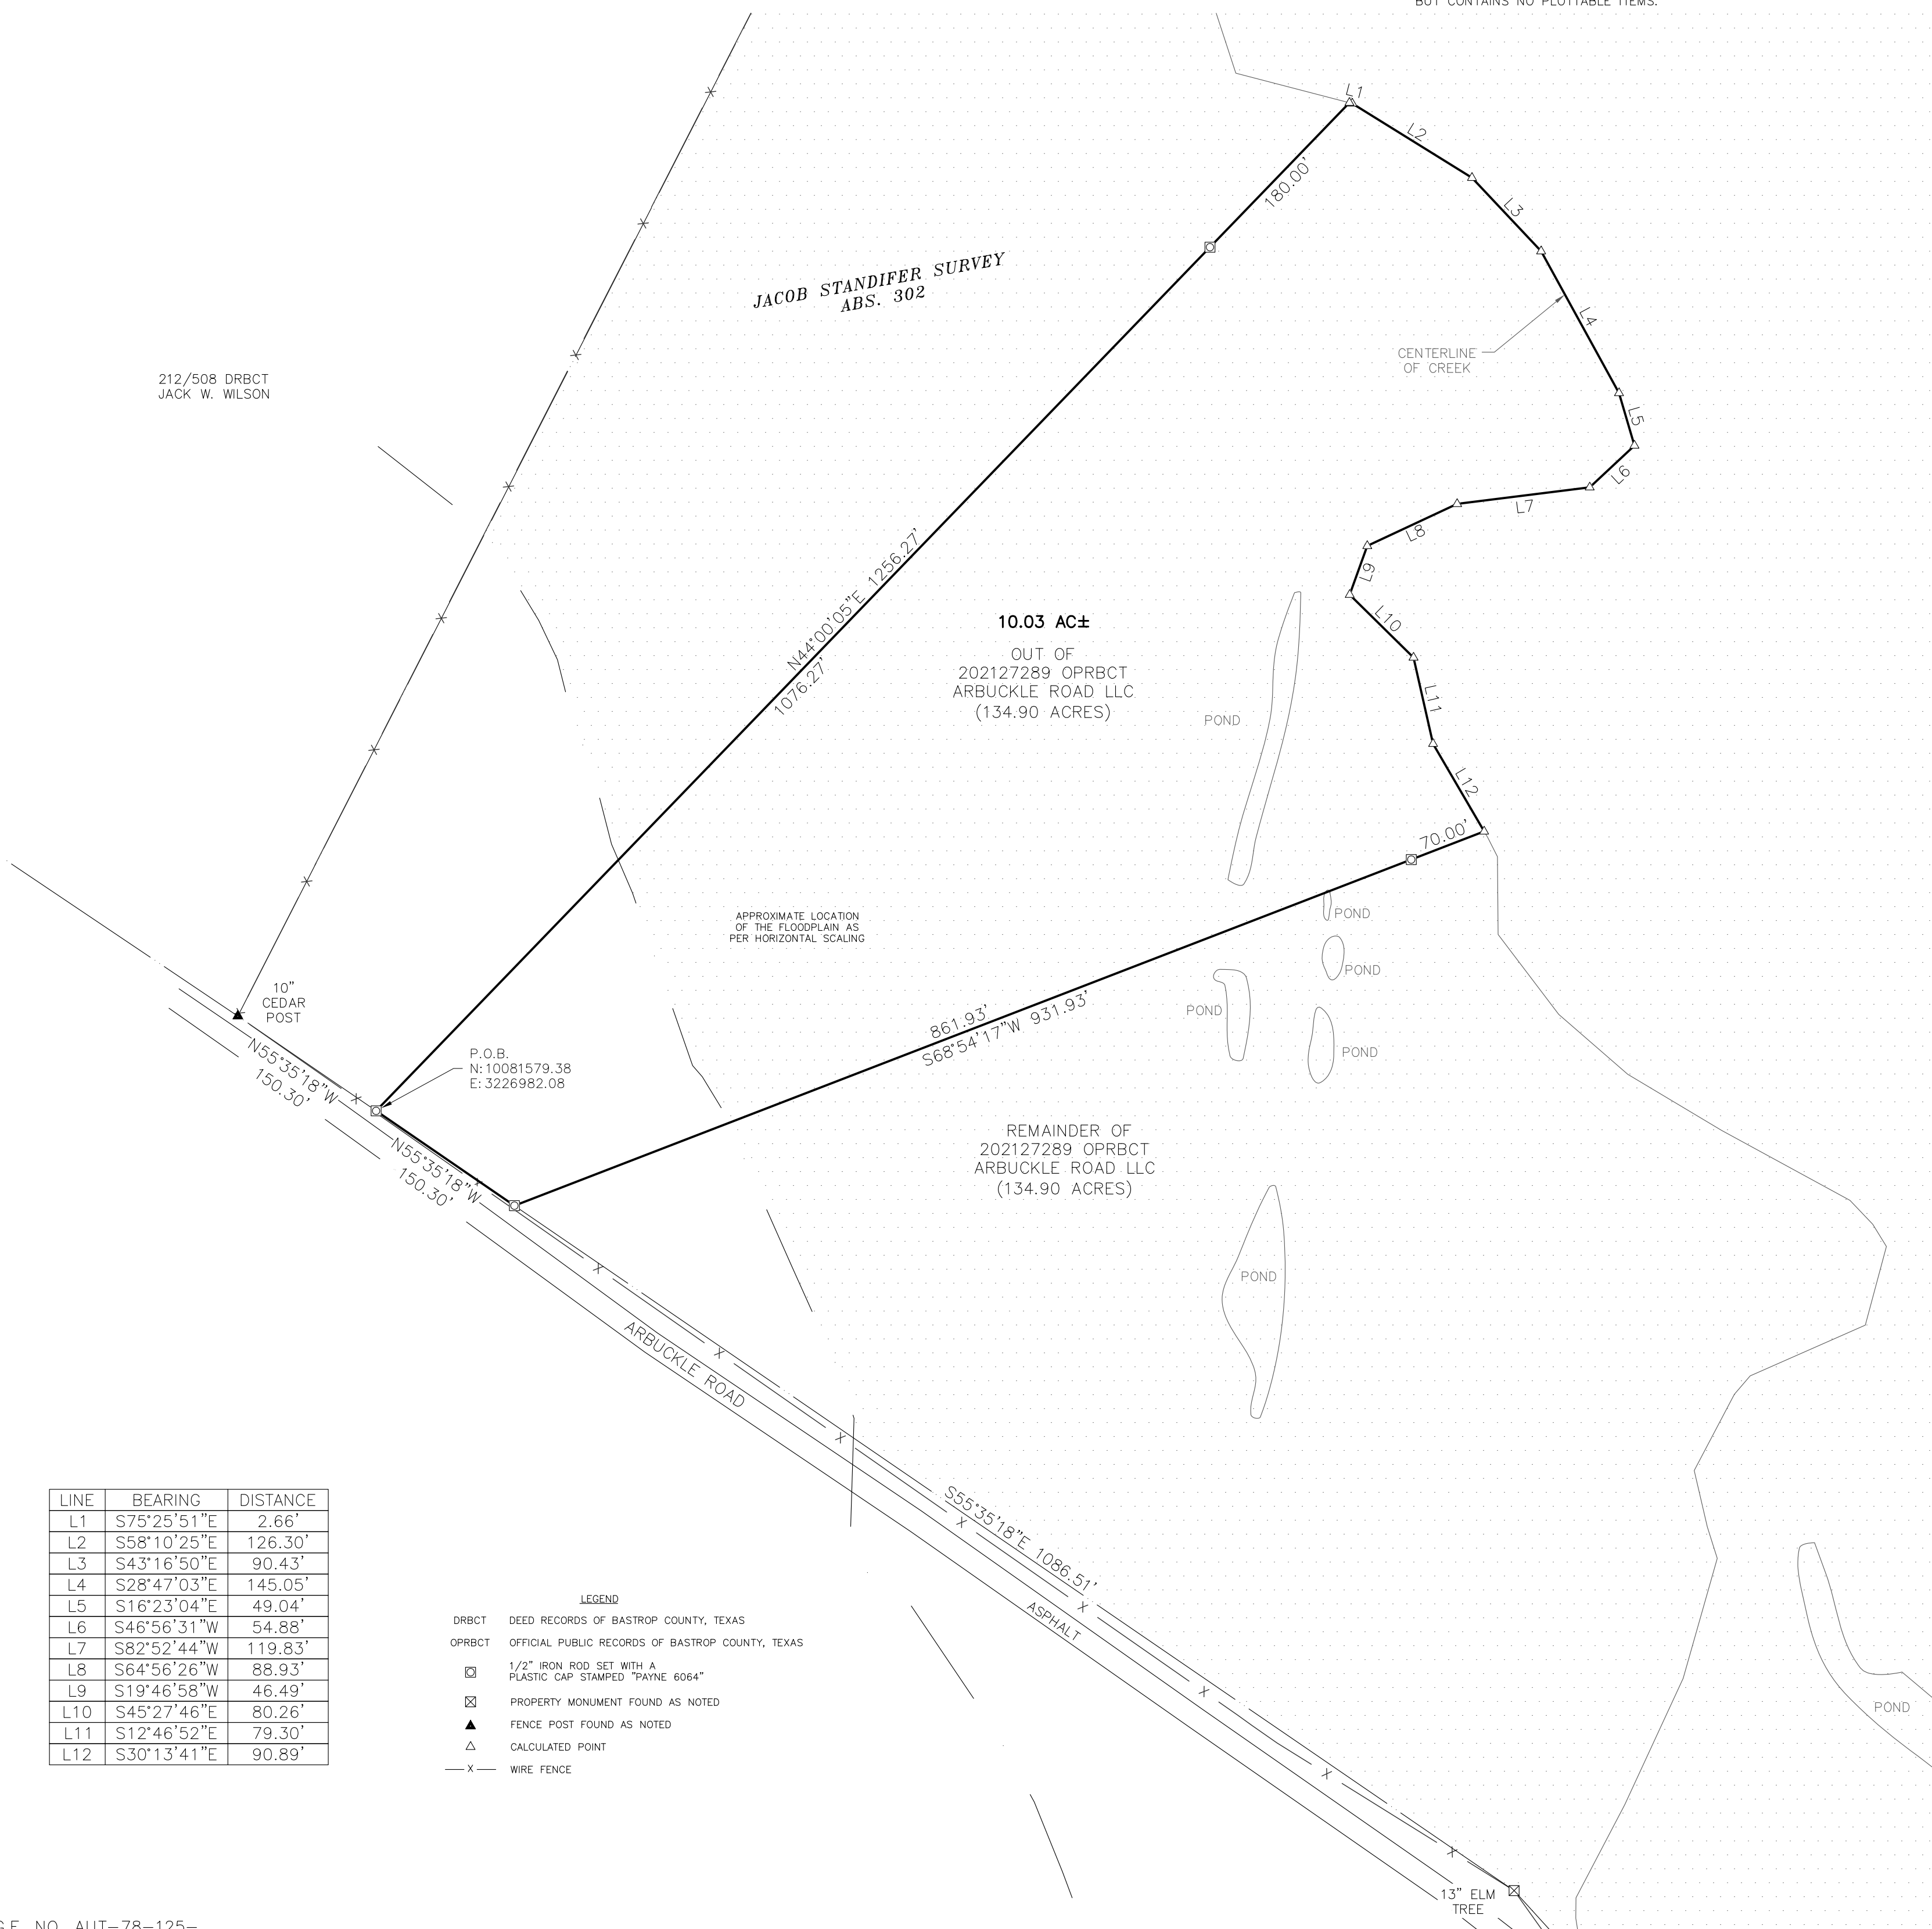 BUT CONTAINS NO PLOTTABLE ITEMS.
L1
L2
180.00'
L3
JACOB STANDIFER SURVEY
ABS. 302
L4
CENTERLINE
OF CREEK
212/508 DRBCT
JACK W. WILSON
L5
L6
L7
L8
L9
L10
N44°00'05"E 1256.27'
1076.27'
10.03 AC±
OUT OF
202127289 OPRBCT
ARBUCKLE ROAD LLC
(134.90 ACRES)
POND
L11
L12
70.00'
POND
APPROXIMATE LOCATION
OF THE FLOODPLAIN AS
PER HORIZONTAL SCALING
POND
10"
CEDAR
POST
POND
861.93'
S68°54'17"W 931.93'
POND
N55°35'18"W
150.30'
P.O.B.
N:10081579.38
E:3226982.08
X
N55°35'18"W
150.30'
X
REMAINDER OF
202127289 OPRBCT
ARBUCKLE ROAD LLC
(134.90 ACRES)
POND
X
X
ARBUCKLE ROAD
X
S55°35'18"E 1086.51'
X
X
ASPHALT
X
X
X
POND
LINE BEARING DISTANCE
L1 S75°25'51"E 2.66'
L2 S58°10'25"E 126.30'
L3 S43°16'50"E 90.43'
L4 S28°47'03"E 145.05'
L5 S16°23'04"E 49.04'
L6 S46°56'31"W 54.88'
L7 S82°52'44"W 119.83'
L8 S64°56'26"W 88.93'
L9 S19°46'58"W 46.49'
L10 S45°27'46"E 80.26'
L11 S12°46'52"E 79.30'
L12 S30°13'41"E 90.89'
LEGEND
DRBCT DEED RECORDS OF BASTROP COUNTY, TEXAS
OPRBCT OFFICIAL PUBLIC RECORDS OF BASTROP COUNTY, TEXAS
1/2" IRON ROD SET WITH A
PLASTIC CAP STAMPED "PAYNE 6064"
PROPERTY MONUMENT FOUND AS NOTED
FENCE POST FOUND AS NOTED
CALCULATED POINT
X WIRE FENCE
13" ELM
TREE
G.F. NO. AUT-78-125-